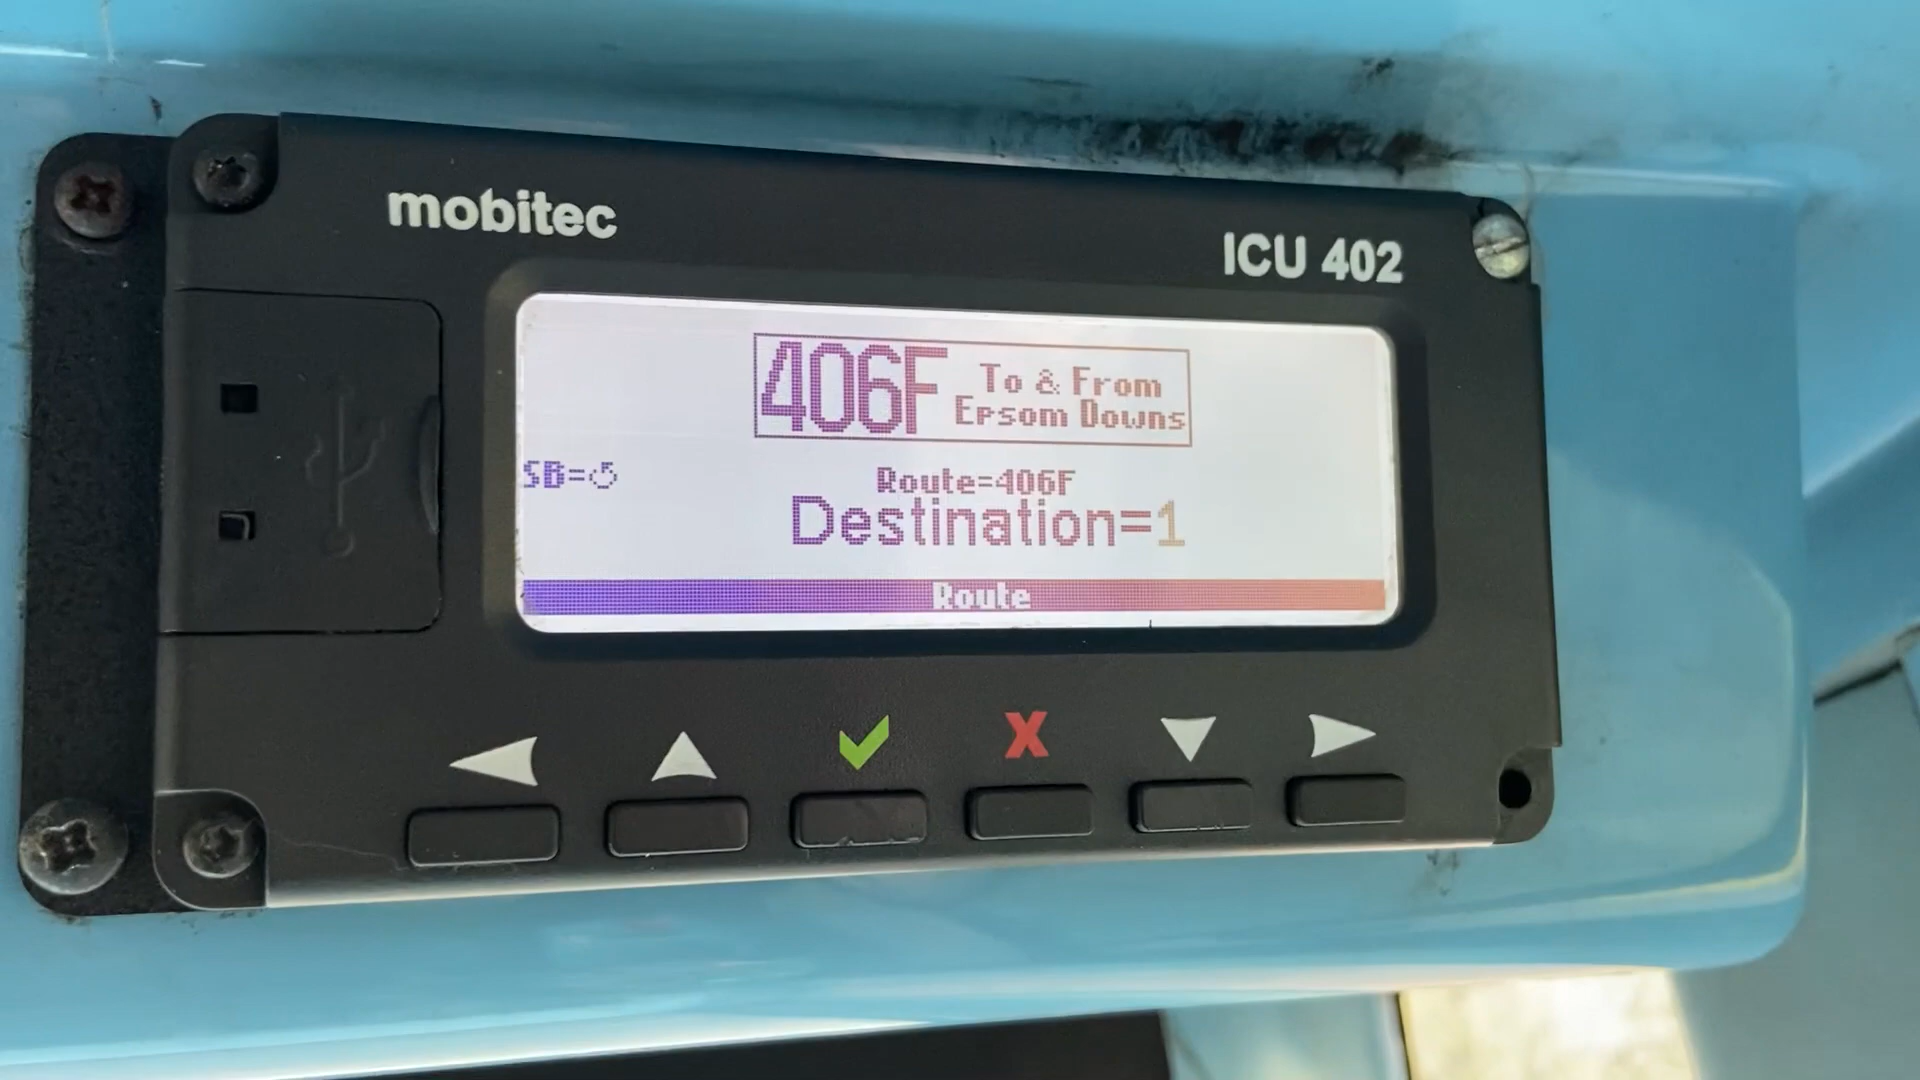 mobitec
ICU 402
406F To & From
Epsom Downs
SB=
Route=406F
Destination=1
Route
X